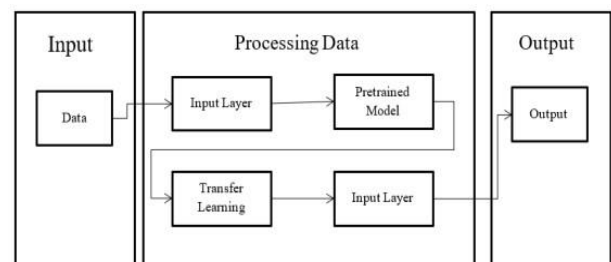 Input
Processing Data
Output
Data
Input Layer
Pretrained
Model
Output
Transfer
Learning
Input Layer